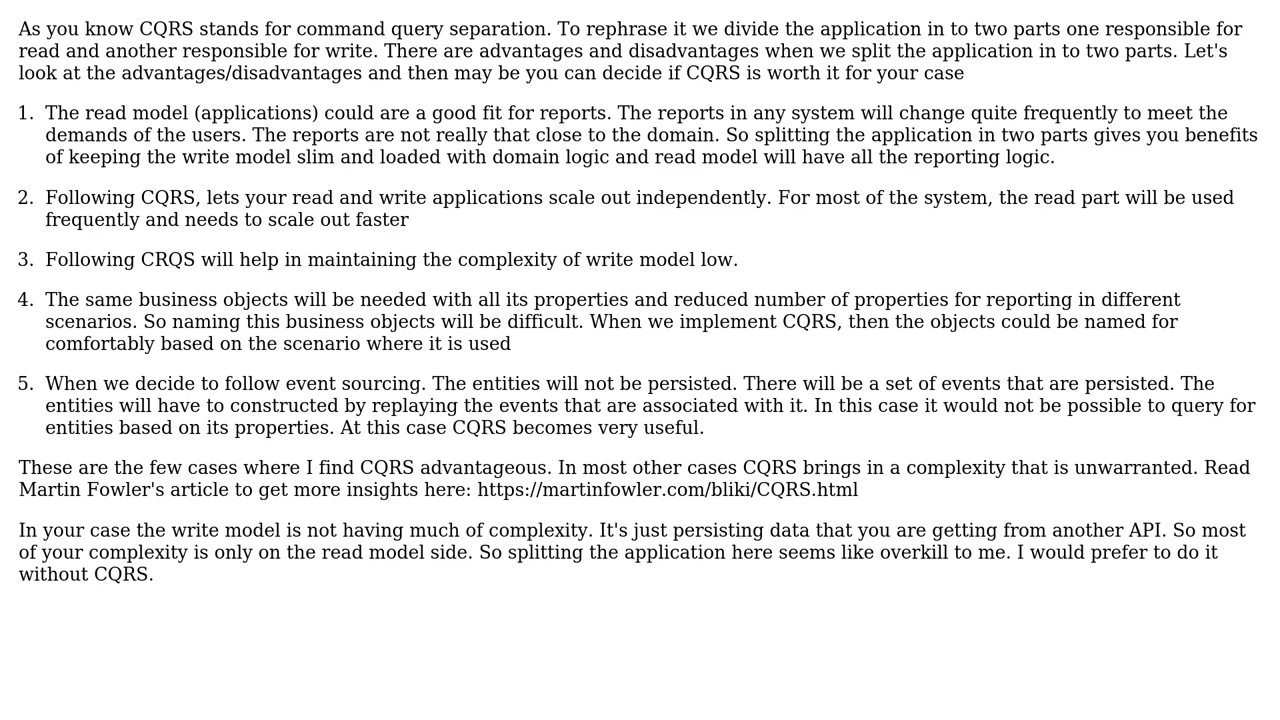 As you know CQRS stands for command query separation. To rephrase it we divide the application in to two parts one responsible for
read and another responsible for write. There are advantages and disadvantages when we split the application in to two parts. Let's
look at the advantages/disadvantages and then may be you can decide if CQRS is worth it for your case
1. The read model (applications) could are a good fit for reports. The reports in any system will change quite frequently to meet the
demands of the users. The reports are not really that close to the domain. So splitting the application in two parts gives you benefits
of keeping the write model slim and loaded with domain logic and read model will have all the reporting logic.
2. Following CQRS, lets your read and write applications scale out independently. For most of the system, the read part will be used
frequently and needs to scale out faster
3. Following CRQS will help in maintaining the complexity of write model low.
4. The same business objects will be needed with all its properties and reduced number of properties for reporting in different
scenarios. So naming this business objects will be difficult. When we implement CQRS, then the objects could be named for
comfortably based on the scenario where it is used
5. When we decide to follow event sourcing. The entities will not be persisted. There will be a set of events that are persisted. The
entities will have to constructed by replaying the events that are associated with it. In this case it would not be possible to query for
entities based on its properties. At this case CQRS becomes very useful.
These are the few cases where I find CQRS advantageous. In most other cases CQRS brings in a complexity that is unwarranted. Read
Martin Fowler's article to get more insights here: https://martinfowler.com/bliki/CQRS.html
In your case the write model is not having much of complexity. It's just persisting data that you are getting from another API. So most
of your complexity is only on the read model side. So splitting the application here seems like overkill to me. I would prefer to do it
without CQRS.